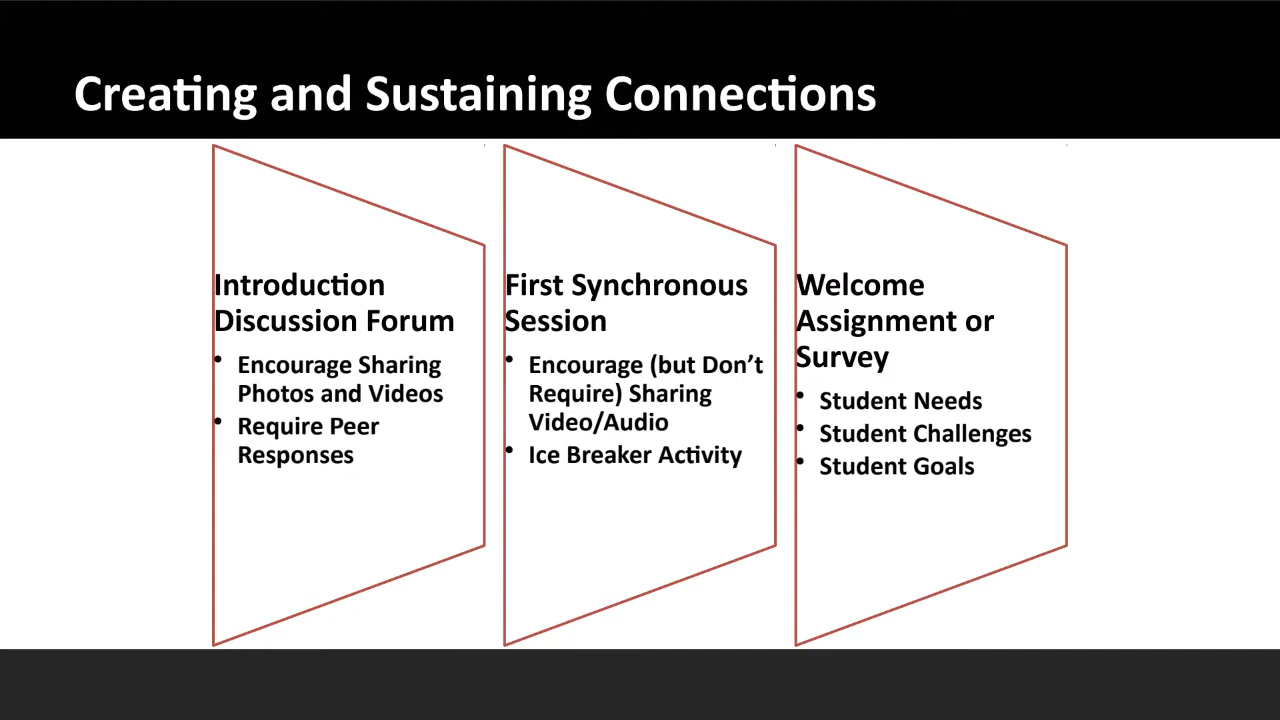 Creating and Sustaining Connections
Introduction
Discussion Forum
• Encourage Sharing
Photos and Videos
• Require Peer
Responses
First Synchronous
Session
• Encourage (but Don’t
Require) Sharing
Video/Audio
• Ice Breaker Activity
Welcome
Assignment or
Survey
• Student Needs
• Student Challenges
• Student Goals